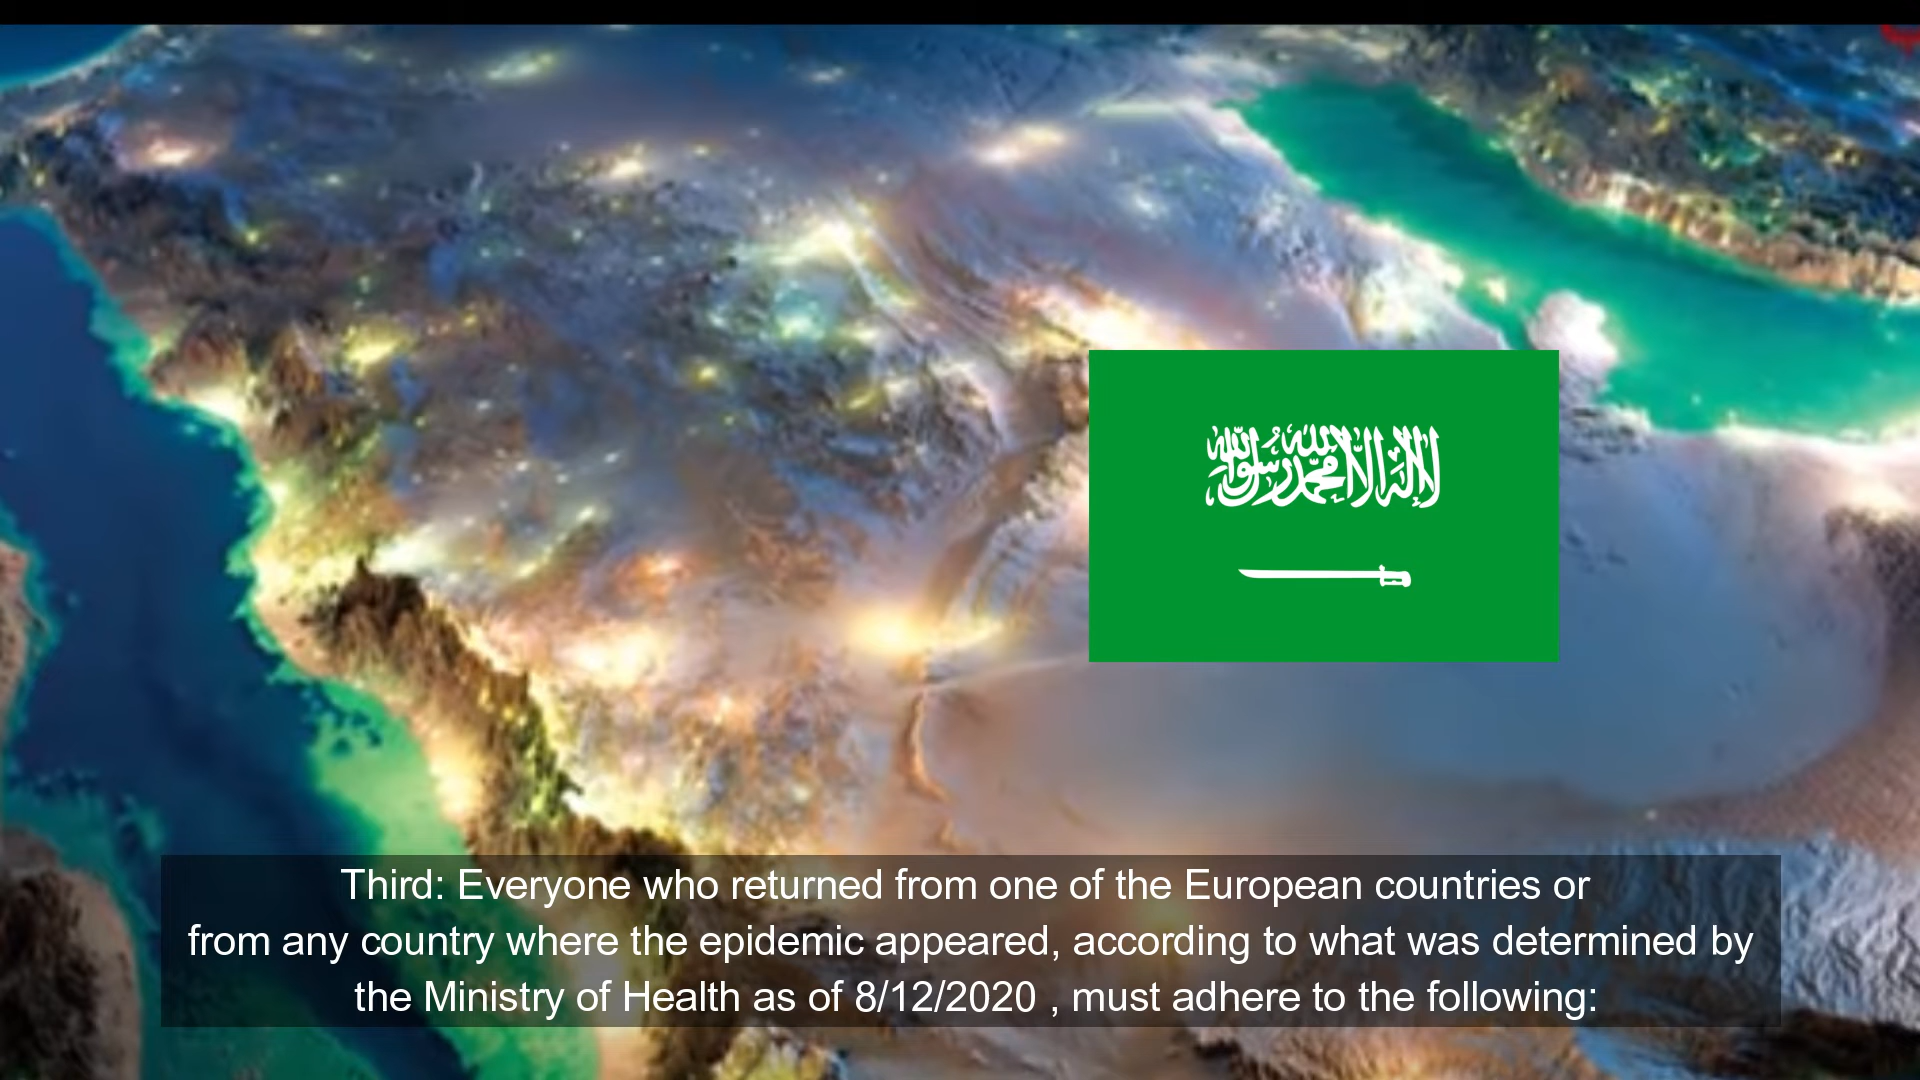 لا إله إلا الله محمد رسول الله
Third: Everyone who returned from one of the European countries or
from any country where the epidemic appeared, according to what was determined by
the Ministry of Health as of 8/12/2020 , must adhere to the following: